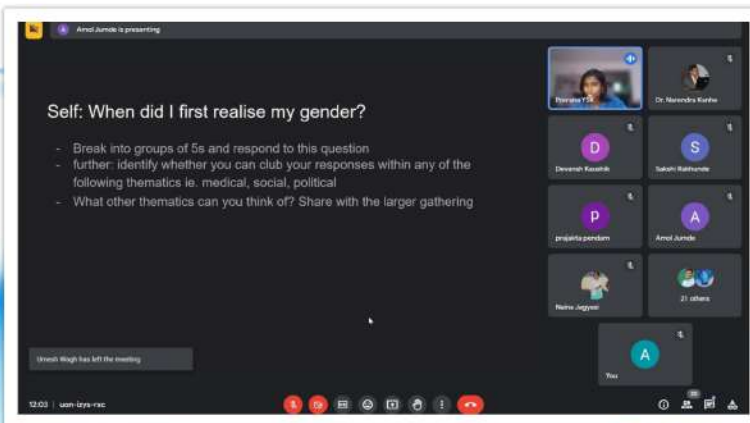 Amol Jumde is presenting
Self: When did I first realise my gender?
- Break into groups of 5s and respond to this question
- further: identify whether you can club your responses within any of the
following thematics ie. medical, social, political
- What other thematics can you think of? Share with the larger gathering
Dr. Narendra Kanha
D
Devansh Kaushik
S
Sakshi Rakhunde
P
prajakta pendam
A
Amol Jumde
Naina Jagyasi
21 others
A
You
Umesh Wagh has left the meeting
12:03 | uon-izys-rxc